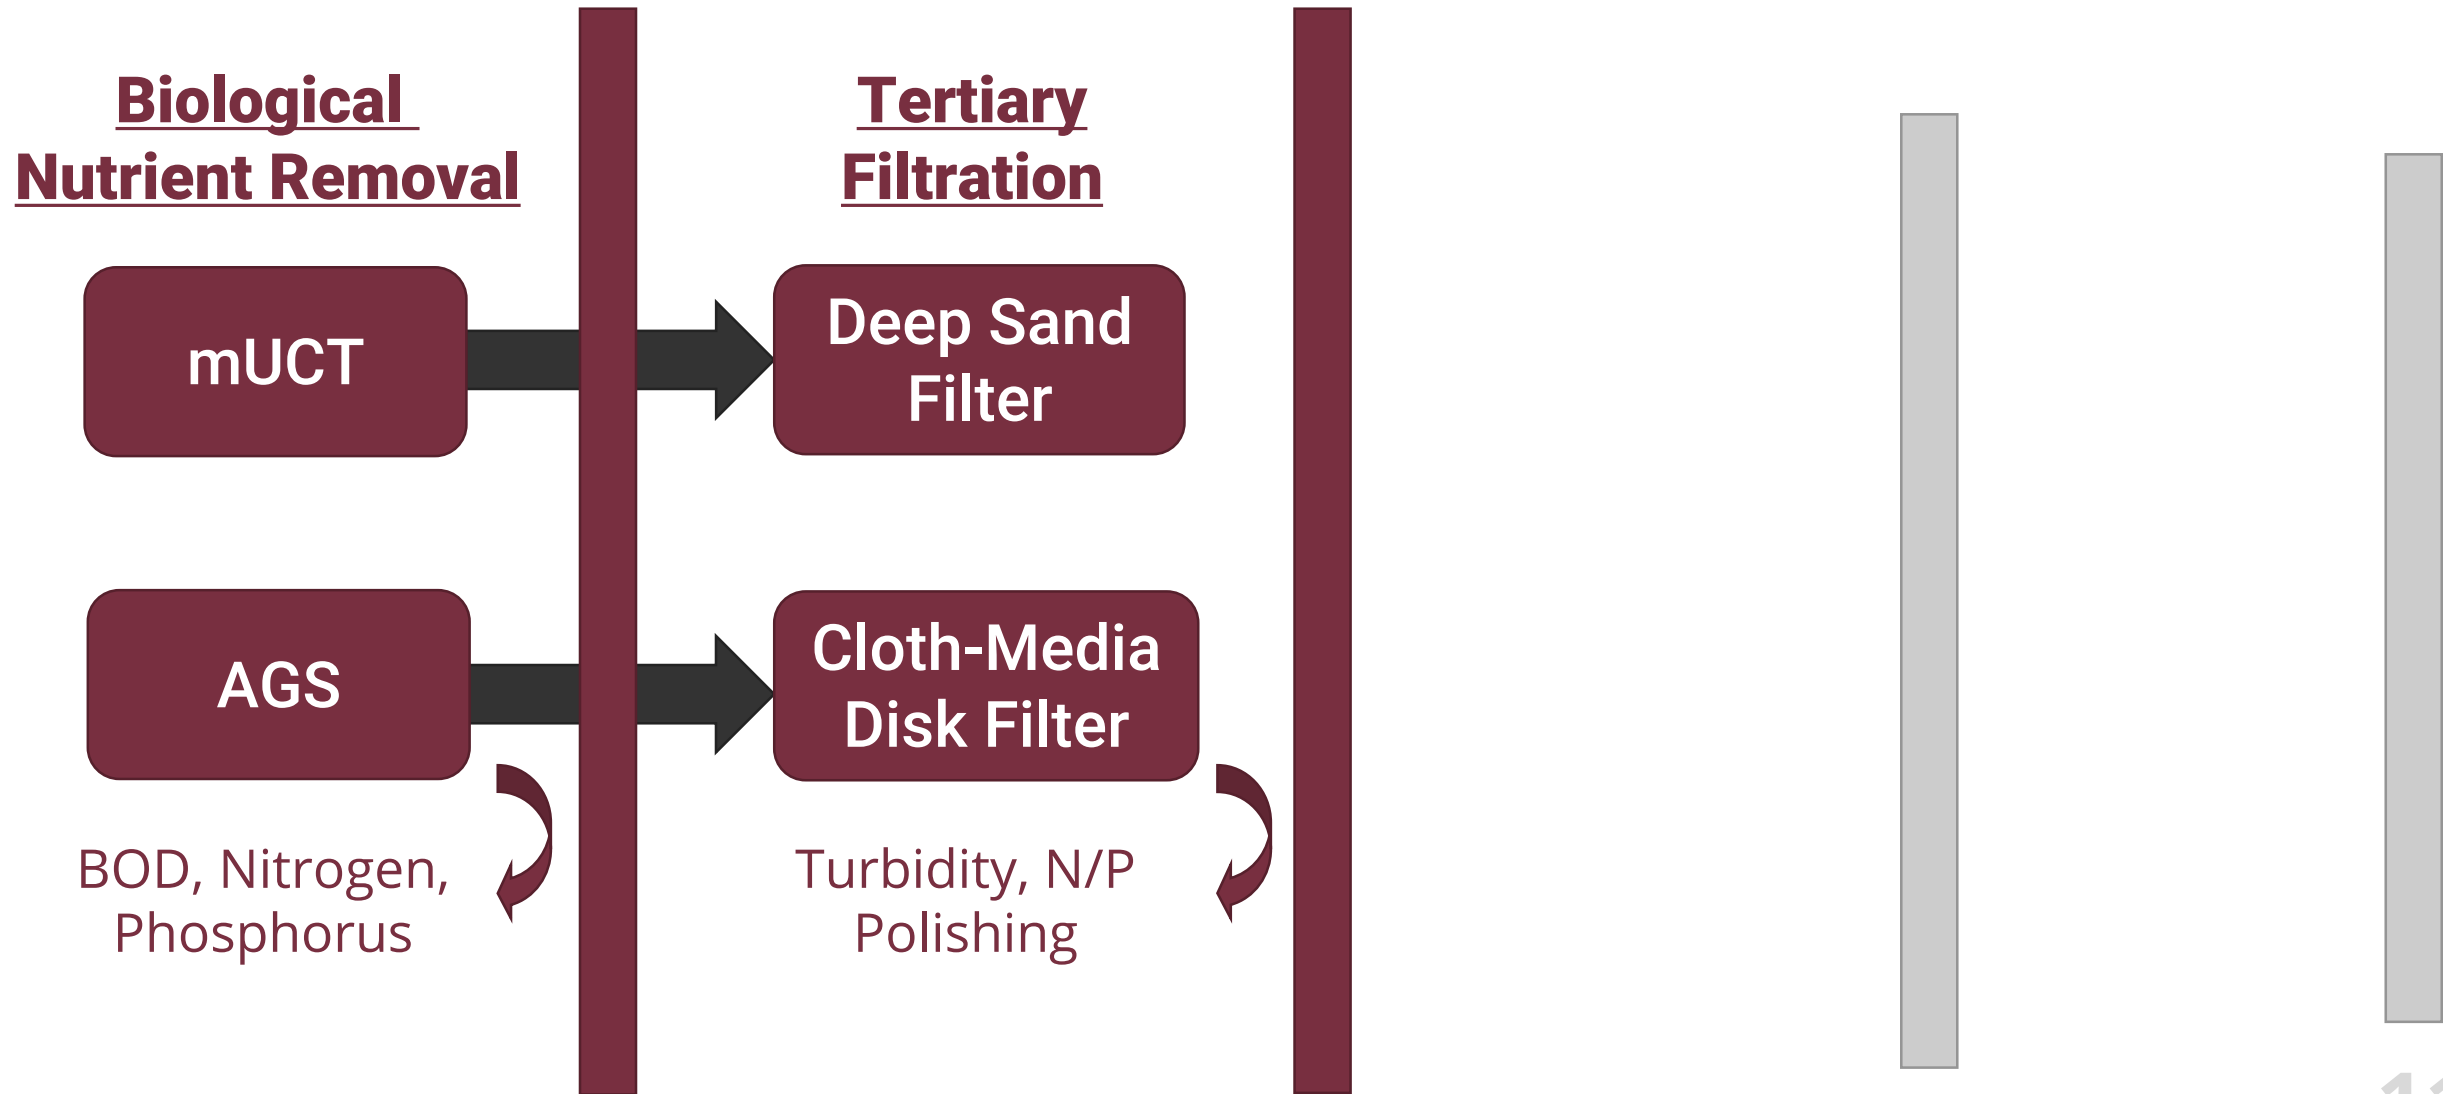 Biological
Nutrient Removal
Tertiary
Filtration
mUCT
Deep Sand
Filter
AGS
Cloth-Media
Disk Filter
BOD, Nitrogen,
Phosphorus
Turbidity, N/P
Polishing